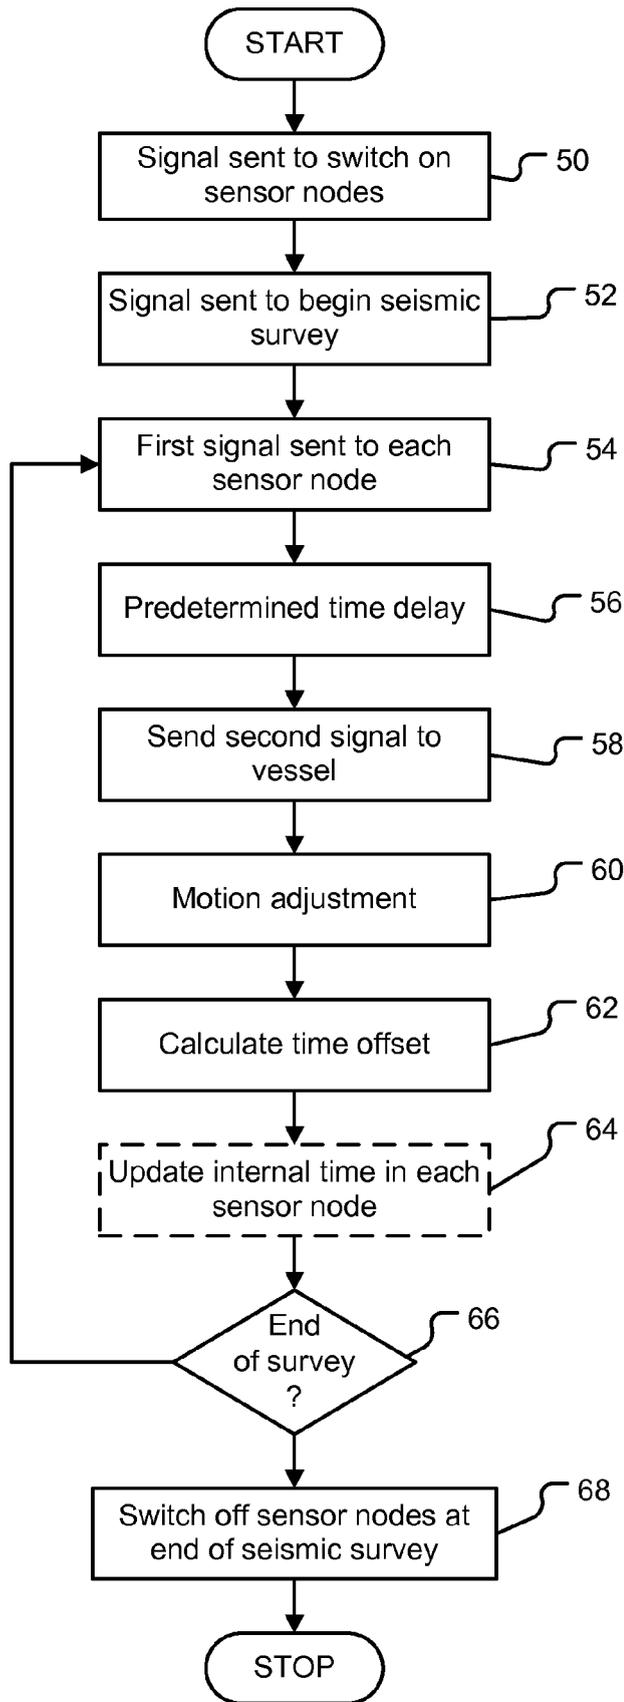 START
Signal sent to switch on
sensor nodes
50
Signal sent to begin seismic
survey
52
First signal sent to each
sensor node
54
Predetermined time delay
56
Send second signal to
vessel
58
Motion adjustment
60
Calculate time offset
62
Update internal time in each
sensor node
64
End
of survey
?
66
Switch off sensor nodes at
end of seismic survey
68
STOP